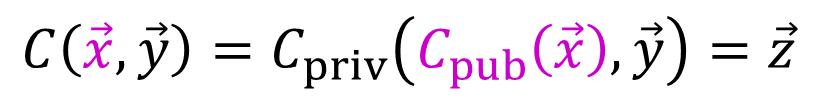 C(x⃗, y⃗) = C_priv(C_pub(x⃗), y⃗) = z⃗